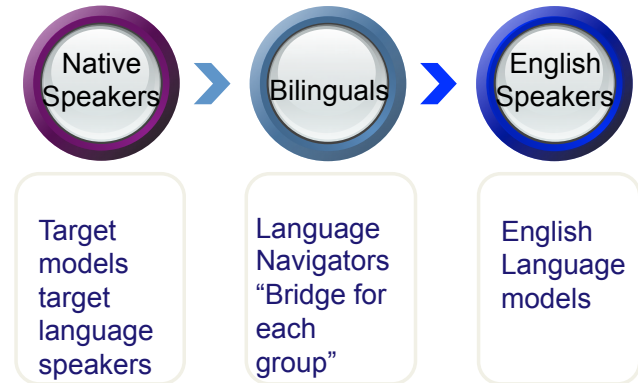 Native
Speakers
Bilinguals
English
Speakers
Target
models
target
language
speakers
Language
Navigators
“Bridge for
each
group”
English
Language
models